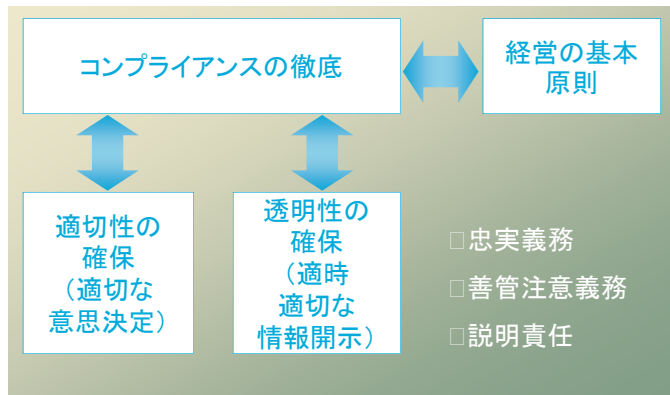 コンプライアンスの徹底
経営の基本
原則
適切性の
確保
（適切な
意思決定）
透明性の
確保
（適時
適切な
情報開示）
□忠実義務
□善管注意義務
□説明責任